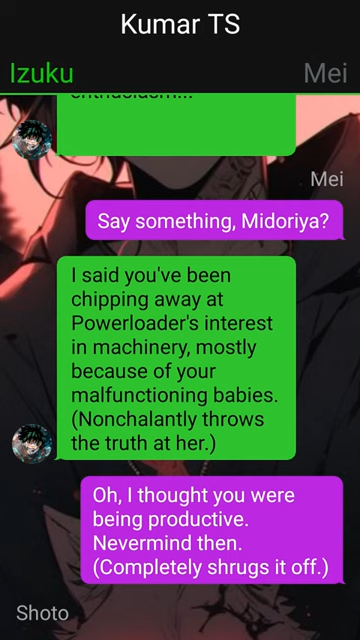 Kumar TS
Izuku
Mei
enthusiasm...
Mei
Say something, Midoriya?
I said you've been
chipping away at
Powerloader's interest
in machinery, mostly
because of your
malfunctioning babies.
(Nonchalantly throws
the truth at her.)
Oh, I thought you were
being productive.
Nevermind then.
(Completely shrugs it off.)
Shoto